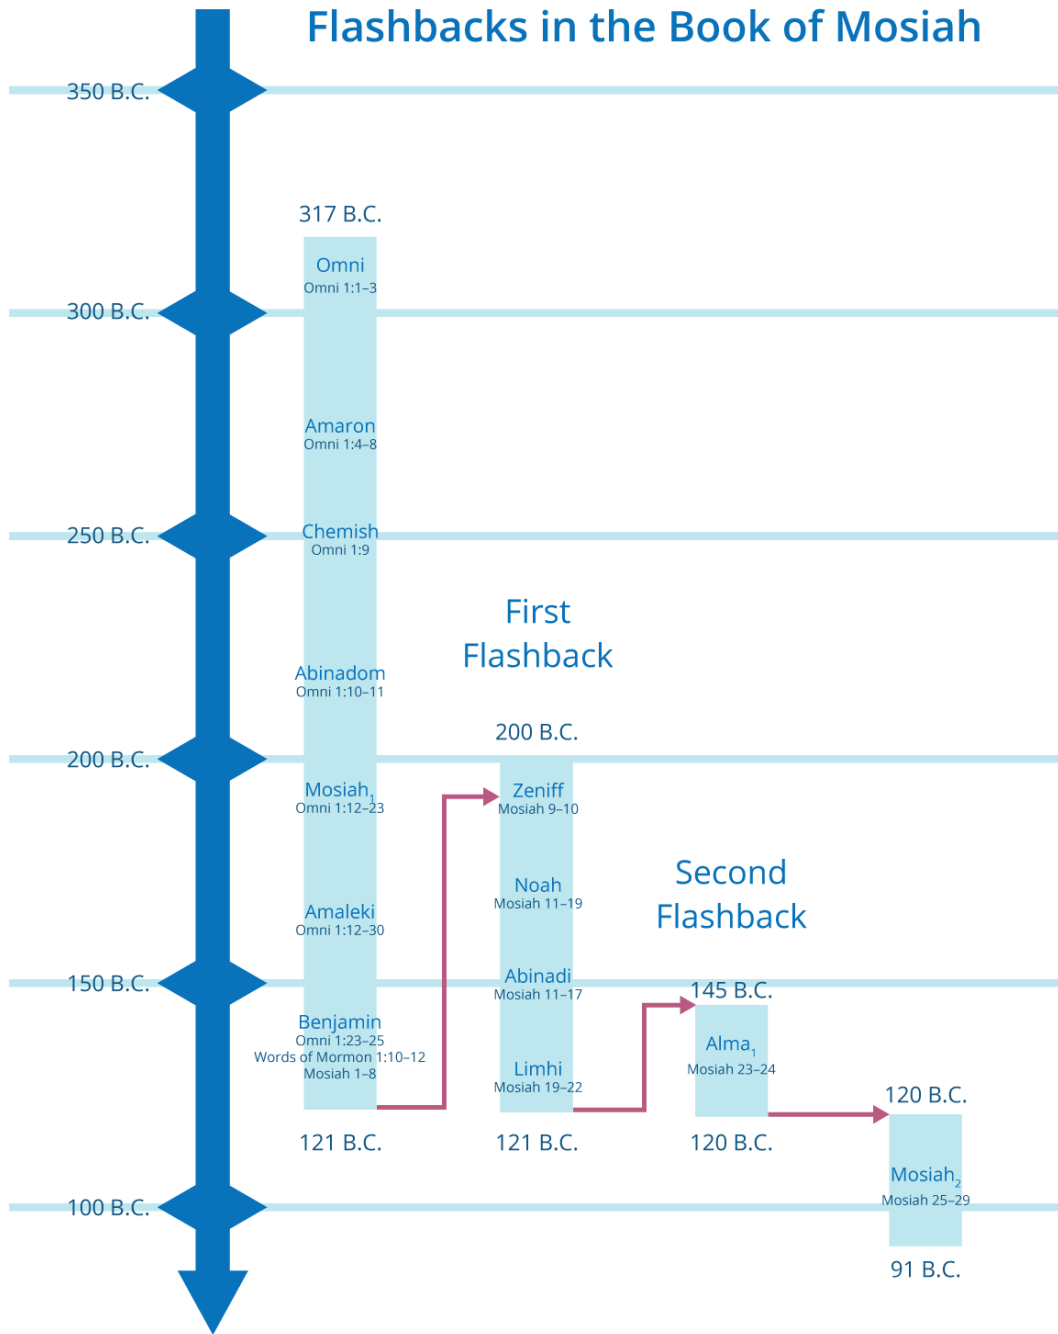 Flashbacks in the Book of Mosiah
350 B.C.
317 B.C.
Omni
Omni 1:1–3
300 B.C.
Amaron
Omni 1:4–8
250 B.C.
Chemish
Omni 1:9
First
Flashback
Abinadom
Omni 1:10–11
200 B.C.
200 B.C.
Mosiah₁
Omni 1:12–23
Zeniff
Mosiah 9–10
Second
Flashback
Noah
Mosiah 11–19
Amaleki
Omni 1:12–30
Abinadi
Mosiah 11–17
150 B.C.
145 B.C.
Benjamin
Omni 1:23–25
Words of Mormon 1:10–12
Mosiah 1–8
Alma₁
Mosiah 23–24
Limhi
Mosiah 19–22
120 B.C.
121 B.C.
121 B.C.
120 B.C.
Mosiah₂
Mosiah 25–29
100 B.C.
91 B.C.